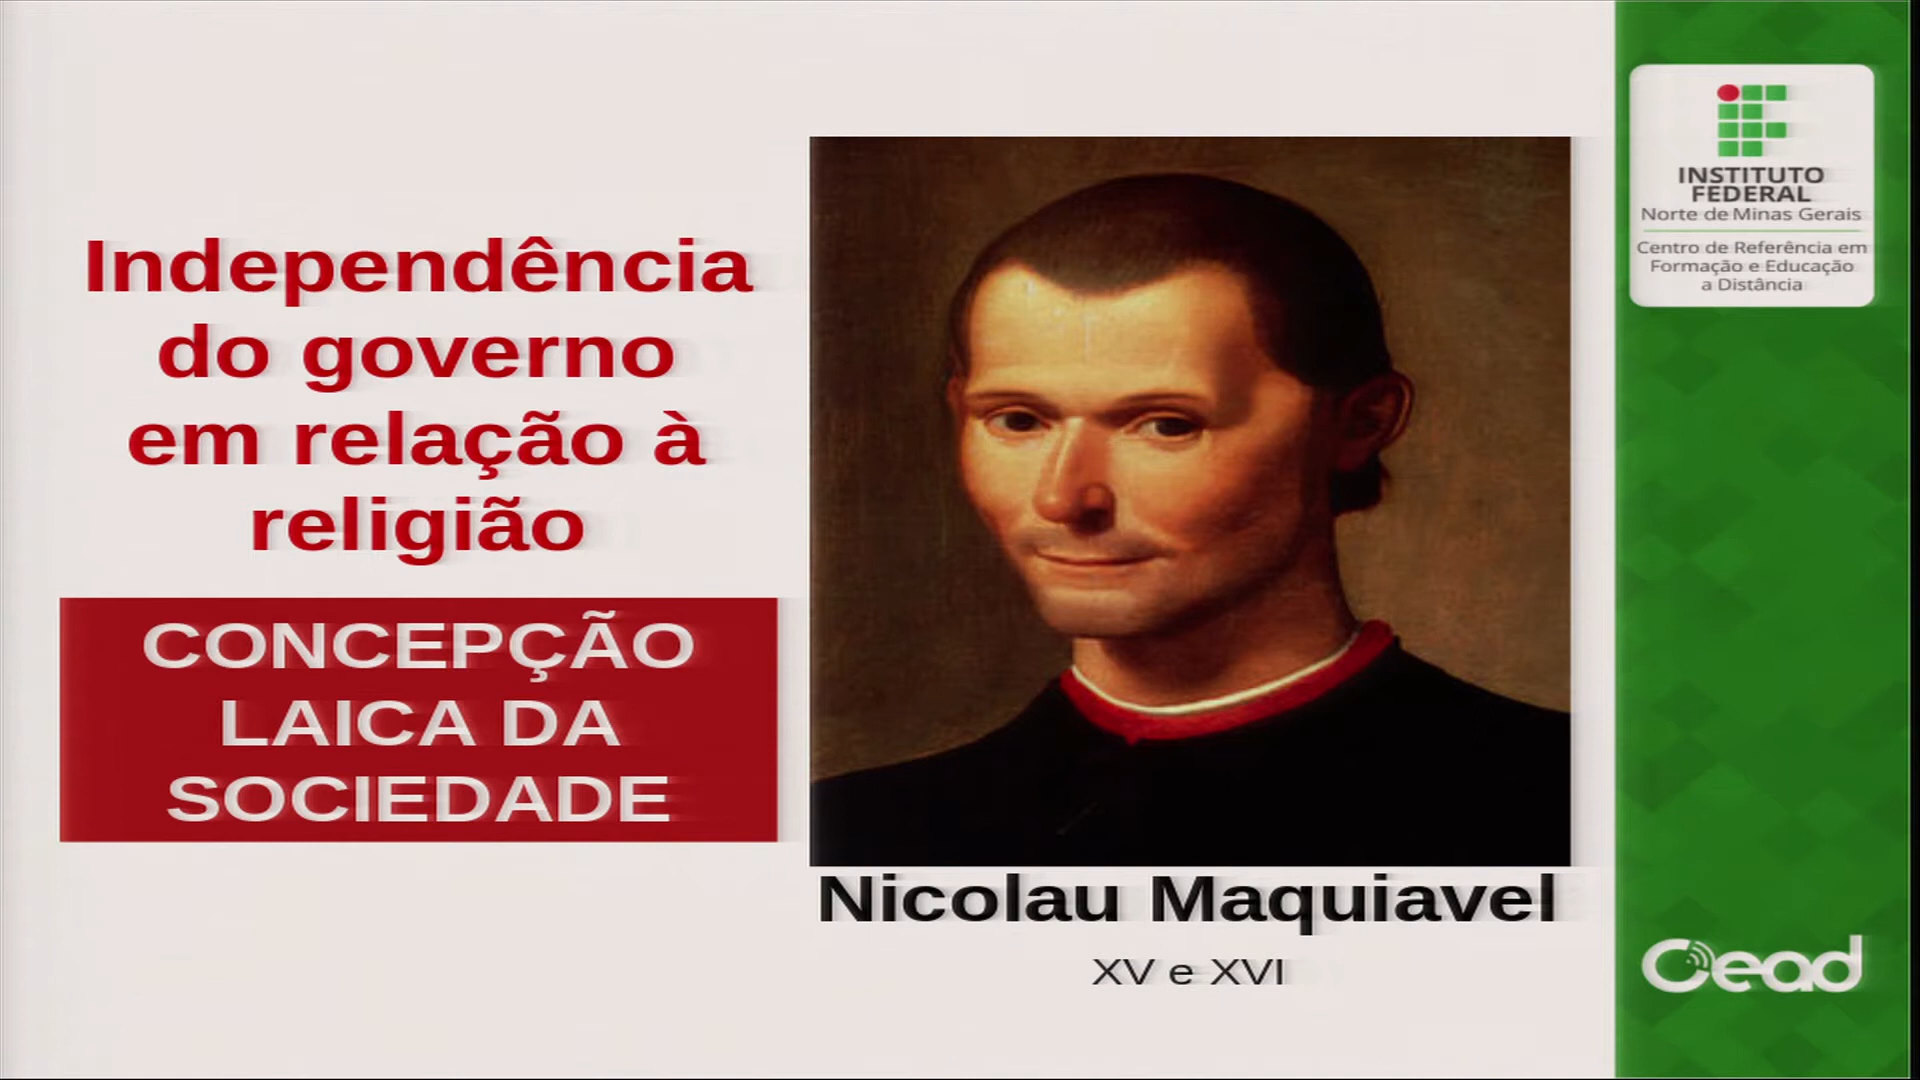 Independência
do governo
em relação à
religião
CONCEPÇÃO
LAICA DA
SOCIEDADE
Nicolau Maquiavel
XV e XVI
INSTITUTO
FEDERAL
Norte de Minas Gerais
Centro de Referência em
Formação e Educação
a Distância
Cead